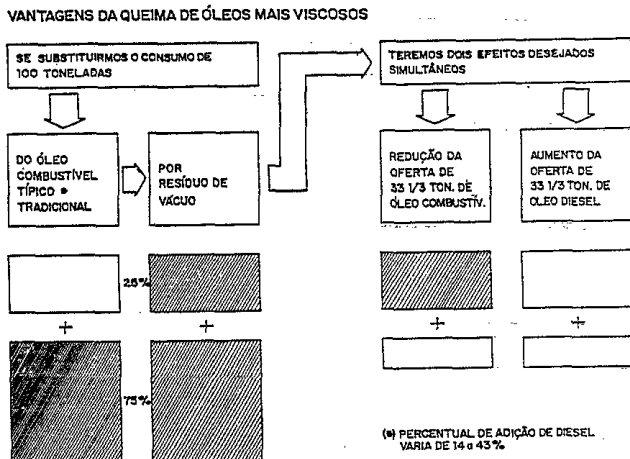 VANTAGENS DA QUEIMA DE ÓLEOS MAIS VISCOSOS
SE SUBSTITUIRMOS O CONSUMO DE
100 TONELADAS
DO ÓLEO
COMBUSTÍVEL
TÍPICO *
TRADICIONAL
POR
RESÍDUO DE
VÁCUO
TEREMOS DOIS EFEITOS DESEJADOS
SIMULTÂNEOS
REDUÇÃO DA
OFERTA DE
33 1/3 TON. DE
ÓLEO COMBUSTÍV.
AUMENTO DA
OFERTA DE
33 1/3 TON. DE
OLEO DIESEL
25%
+
+
+
+
75%
(*) PERCENTUAL DE ADIÇÃO DE DIESEL
VARIA DE 14 a 43%